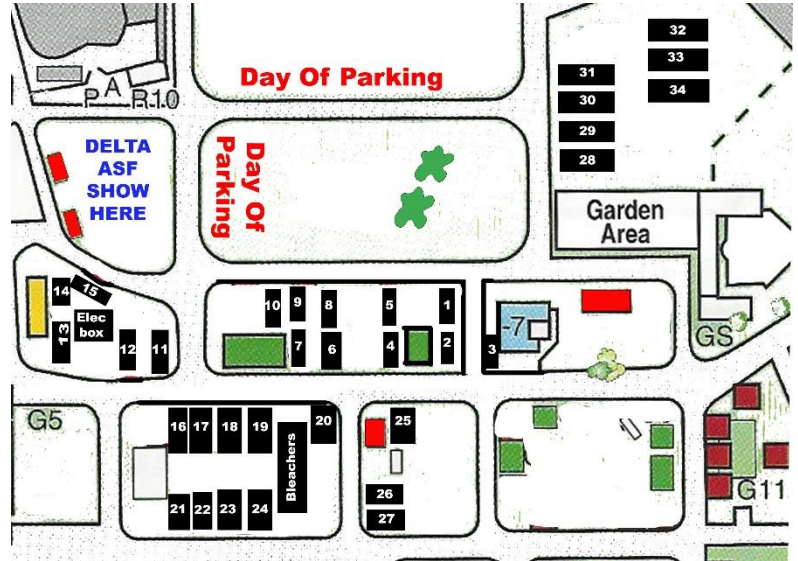 Day Of Parking
32
33
34
31
30
29
28
P A R10
DELTA
ASF
SHOW
HERE
Day Of
Parking
Garden
Area
14
15
13
Elec
box
12
11
10
9
8
5
1
7
6
4
2
3
-7
GS
G5
16
17
18
19
20
25
Bleachers
21
22
23
24
26
27
G11